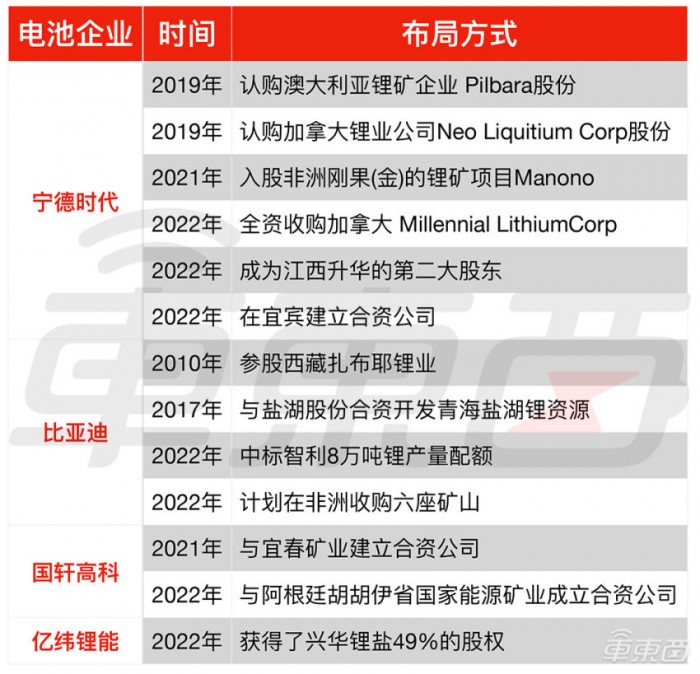 电池企业 时间 布局方式
宁德时代
2019年 认购澳大利亚锂矿企业 Pilbara股份
2019年 认购加拿大锂业公司Neo Liquitium Corp股份
2021年 入股非洲刚果(金)的锂矿项目Manono
2022年 全资收购加拿大 Millennial LithiumCorp
2022年 成为江西升华的第二大股东
2022年 在宜宾建立合资公司
比亚迪
2010年 参股西藏扎布耶锂业
2017年 与盐湖股份合资开发青海盐湖锂资源
2022年 中标智利8万吨锂产量配额
2022年 计划在非洲收购六座矿山
国轩高科
2021年 与宜春矿业建立合资公司
2022年 与阿根廷胡胡伊省国家能源矿业成立合资公司
亿纬锂能
2022年 获得了兴华锂盐49%的股权
車東西
車東西